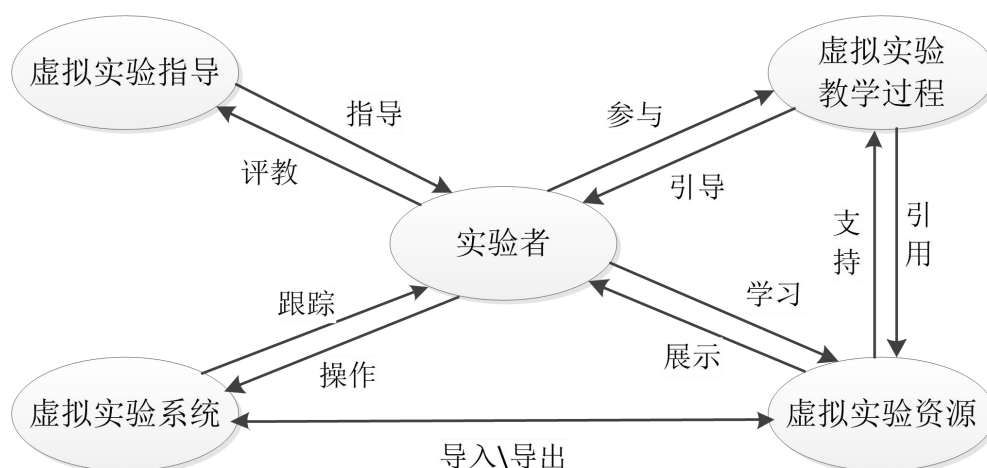 虚拟实验指导
虚拟实验
教学过程
指导
参与
评教
引导
实验者
支持
引用
跟踪
学习
操作
展示
虚拟实验系统
虚拟实验资源
导入\导出